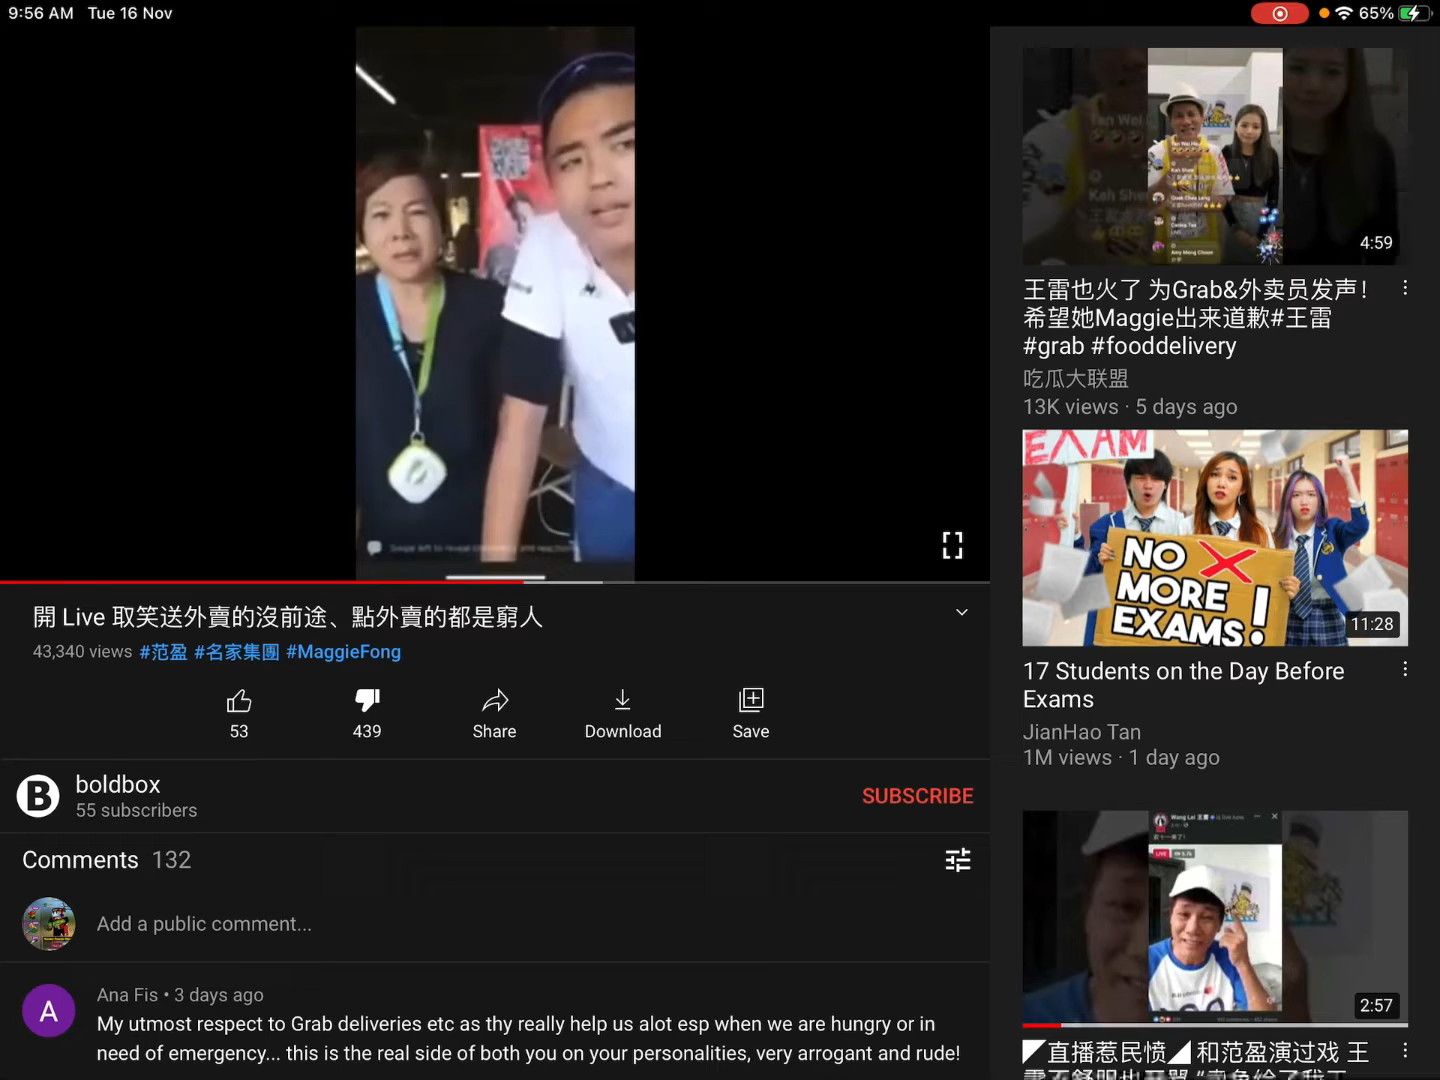 9:56 AM Tue 16 Nov
65%
開 Live 取笑送外賣的沒前途、點外賣的都是窮人
43,340 views #范盈 #名家集團 #MaggieFong
53
439
Share
Download
Save
B
boldbox
55 subscribers
SUBSCRIBE
Comments 132
Add a public comment...
A
Ana Fis • 3 days ago
My utmost respect to Grab deliveries etc as thy really help us alot esp when we are hungry or in
need of emergency... this is the real side of both you on your personalities, very arrogant and rude!
4:59
王雷也火了 为Grab&外卖员发声！
希望她Maggie出来道歉#王雷
#grab #fooddelivery
吃瓜大联盟
13K views · 5 days ago
EXAM
NO
MORE
EXAMS!
11:28
17 Students on the Day Before
Exams
JianHao Tan
1M views · 1 day ago
Wang Lei 王雷
LIVE
2:57
◤直播惹民愤◢ 和范盈演过戏 王